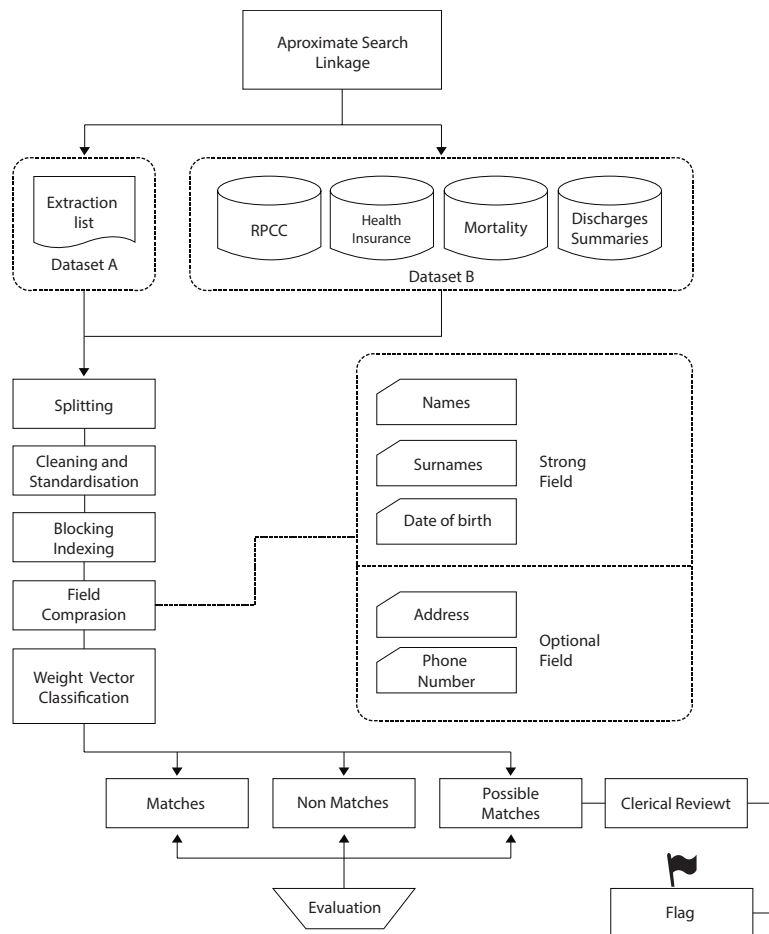 Aproximate Search
Linkage
Extraction
list
Dataset A
RPCC
Health
Insurance
Mortality
Discharges
Summaries
Dataset B
Splitting
Cleaning and
Standardisation
Blocking
Indexing
Field
Comprasion
Weight Vector
Classification
Names
Surnames
Date of birth
Strong
Field
Address
Phone
Number
Optional
Field
Matches
Non Matches
Possible
Matches
Clerical Reviewt
Evaluation
Flag